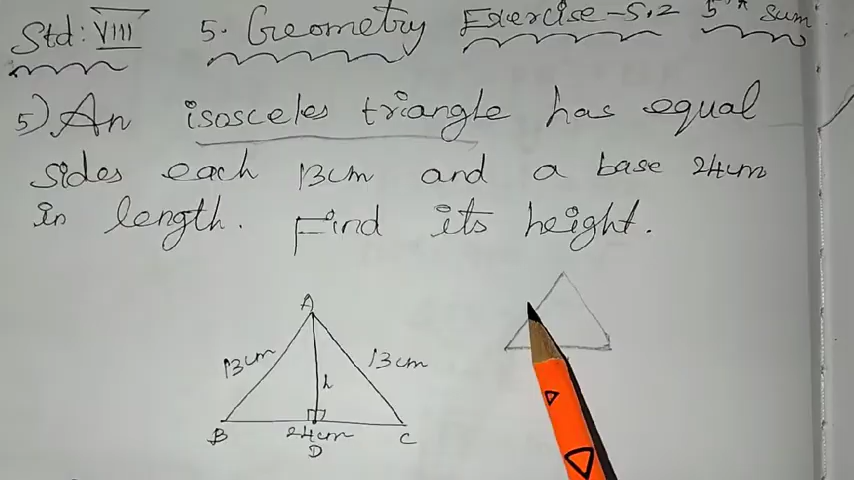 Std: VIII 5. Geometry Exercise-5.2 5th sum
5) An isosceles triangle has equal
sides each 13cm and a base 24cm
in length. Find its height.
A
13cm 13cm
h
B 24cm C
D